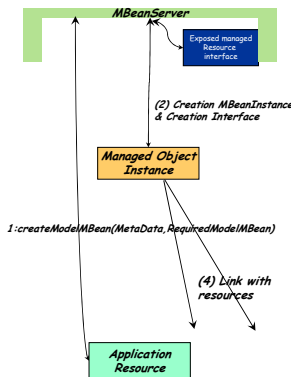 MBeanServer
Exposed managed
Resource
interface
(2) Creation MBeanInstance
& Creation Interface
Managed Object
Instance
1:createModelMBean(MetaData,RequiredModelMBean)
(4) Link with
resources
Application
Resource